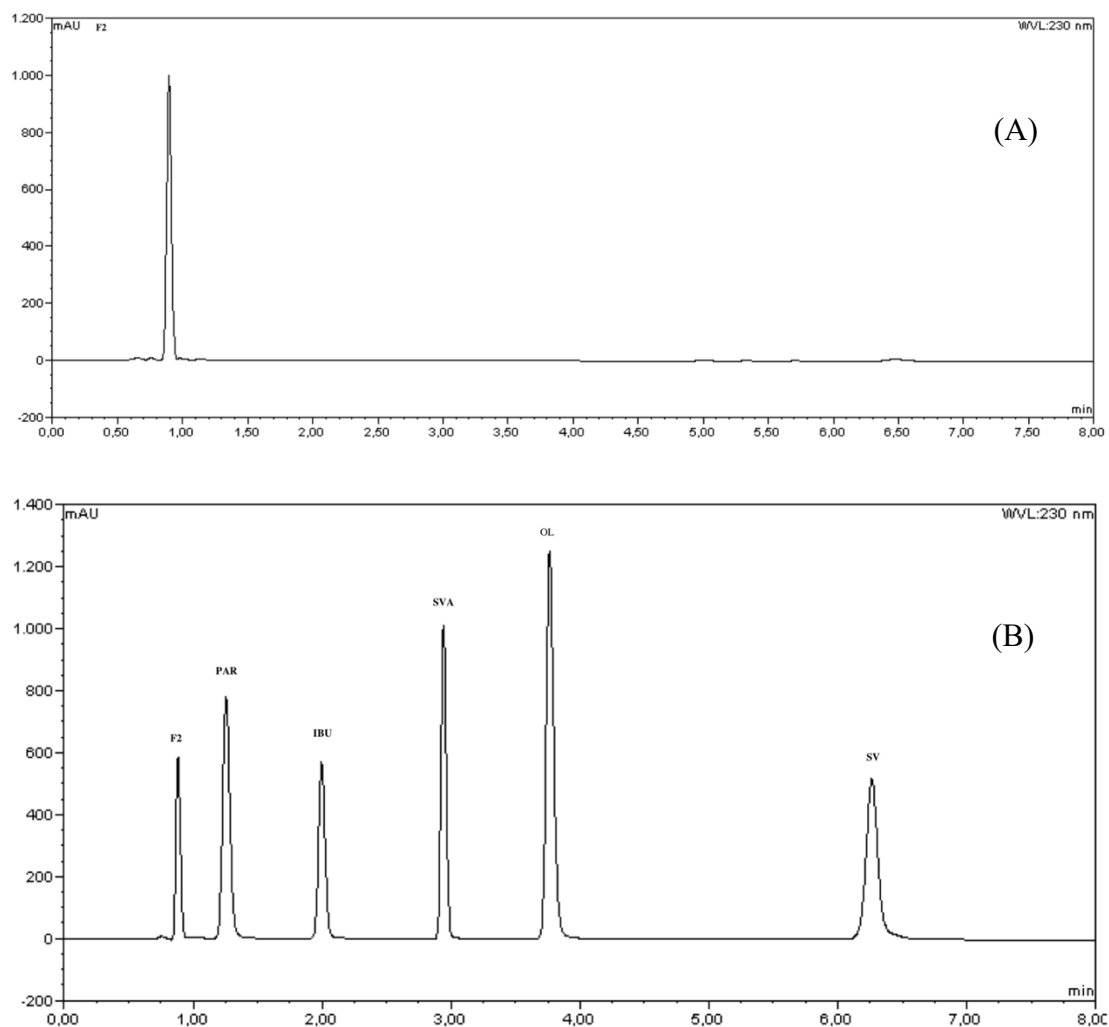 1.200
mAU F2 WVL:230 nm
1.000
(A)
800
600
400
200
0
min
-200
0,00 0,50 1,00 1,50 2,00 2,50 3,00 3,50 4,00 4,50 5,00 5,50 6,00 6,50 7,00 7,50 8,00
1.400
mAU WVL:230 nm
OL
1.200
SVA
1.000
(B)
PAR
800
F2 IBU SV
600
400
200
0
min
-200
0,00 1,00 2,00 3,00 4,00 5,00 6,00 7,00 8,00